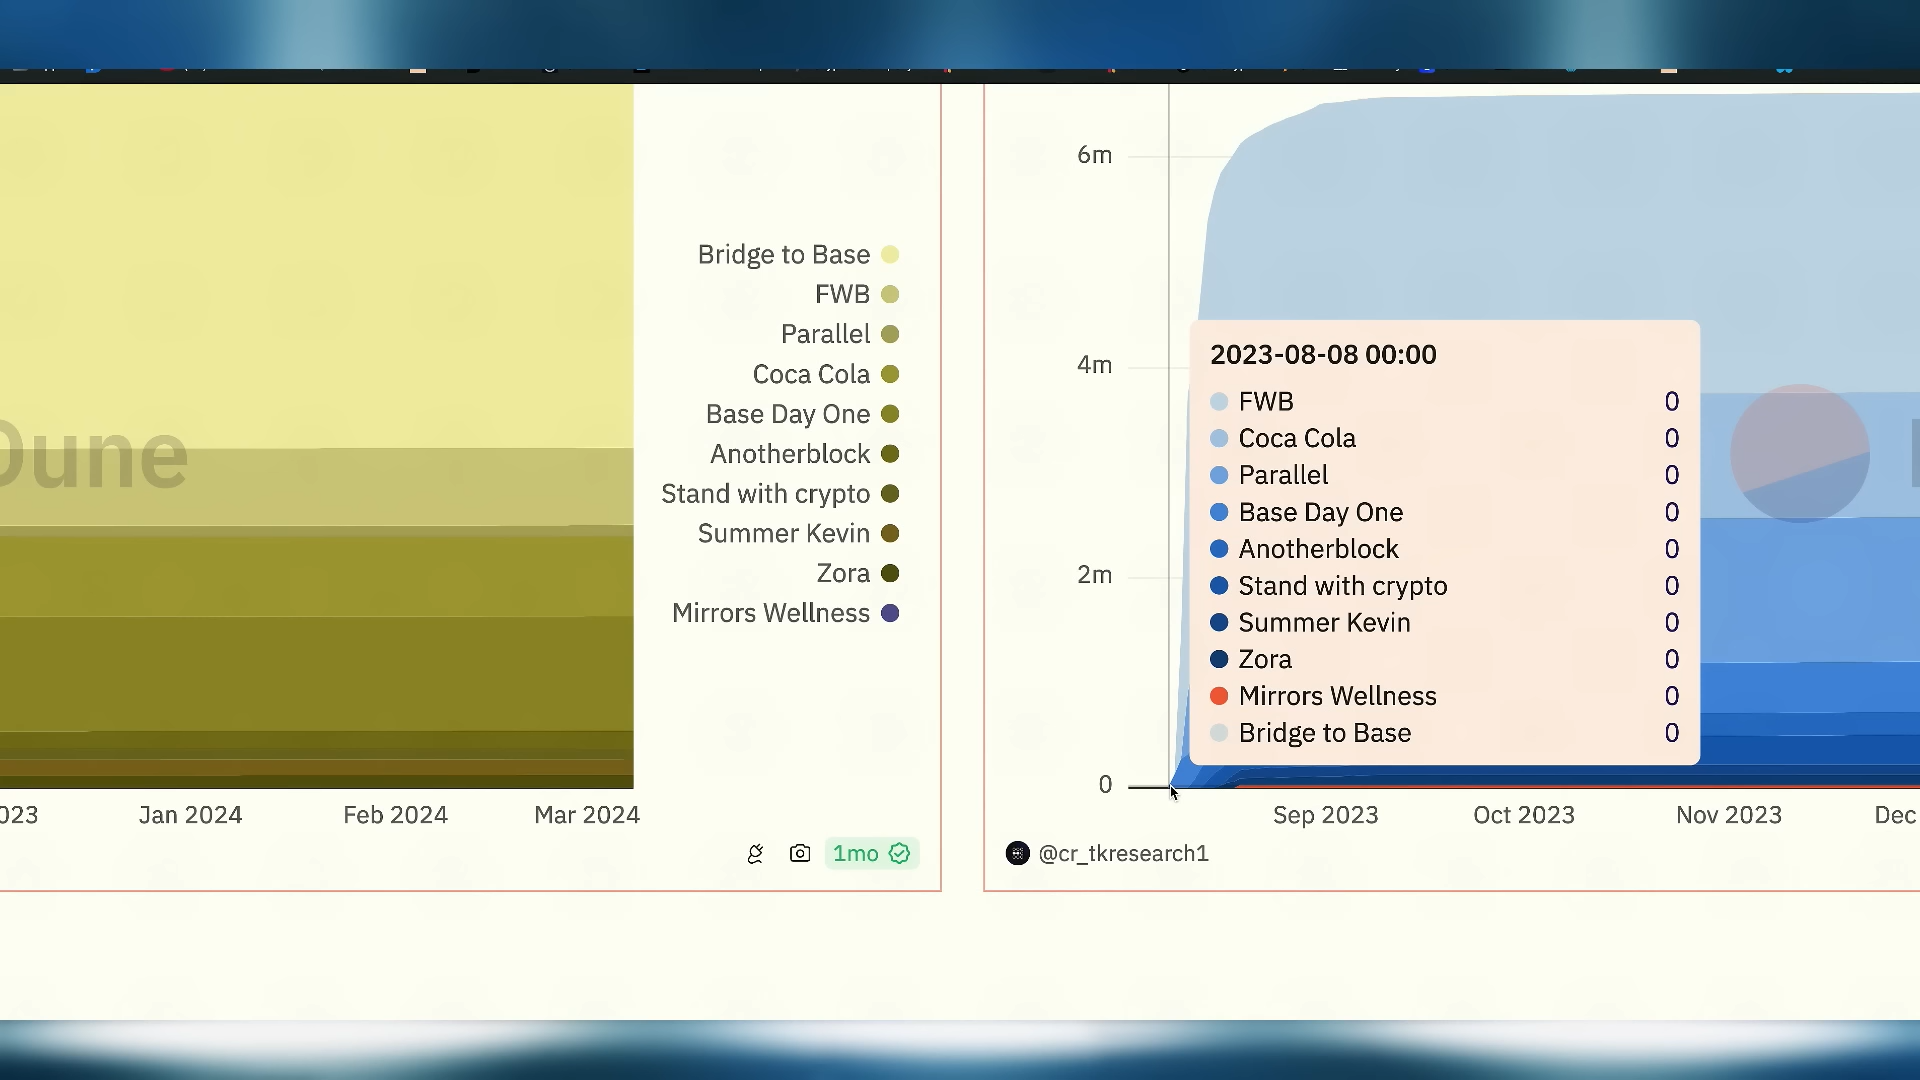 Dune
Bridge to Base
FWB
Parallel
Coca Cola
Base Day One
Anotherblock
Stand with crypto
Summer Kevin
Zora
Mirrors Wellness
023
Jan 2024
Feb 2024
Mar 2024
1mo
6m
4m
2m
0
2023-08-08 00:00
FWB 0
Coca Cola 0
Parallel 0
Base Day One 0
Anotherblock 0
Stand with crypto 0
Summer Kevin 0
Zora 0
Mirrors Wellness 0
Bridge to Base 0
Sep 2023
Oct 2023
Nov 2023
Dec
@cr_tkresearch1